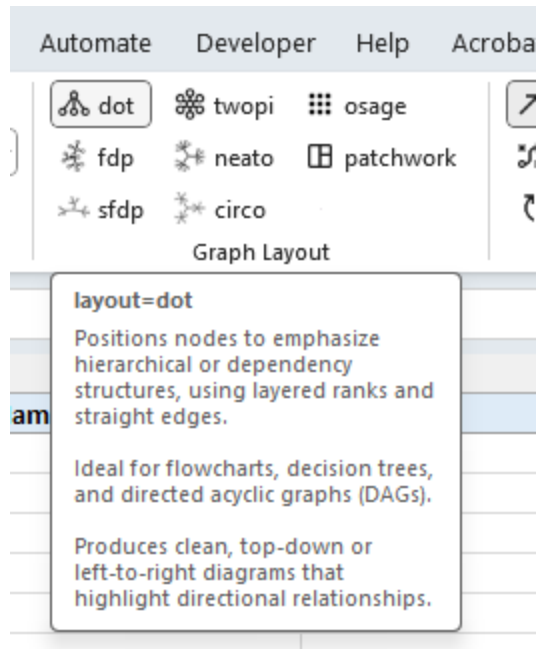 Automate Developer Help Acroba
dot twopi osage
fdp neato patchwork
sfdp circo
Graph Layout
layout=dot
Positions nodes to emphasize
hierarchical or dependency
structures, using layered ranks and
straight edges.
am
Ideal for flowcharts, decision trees,
and directed acyclic graphs (DAGs).
Produces clean, top-down or
left-to-right diagrams that
highlight directional relationships.